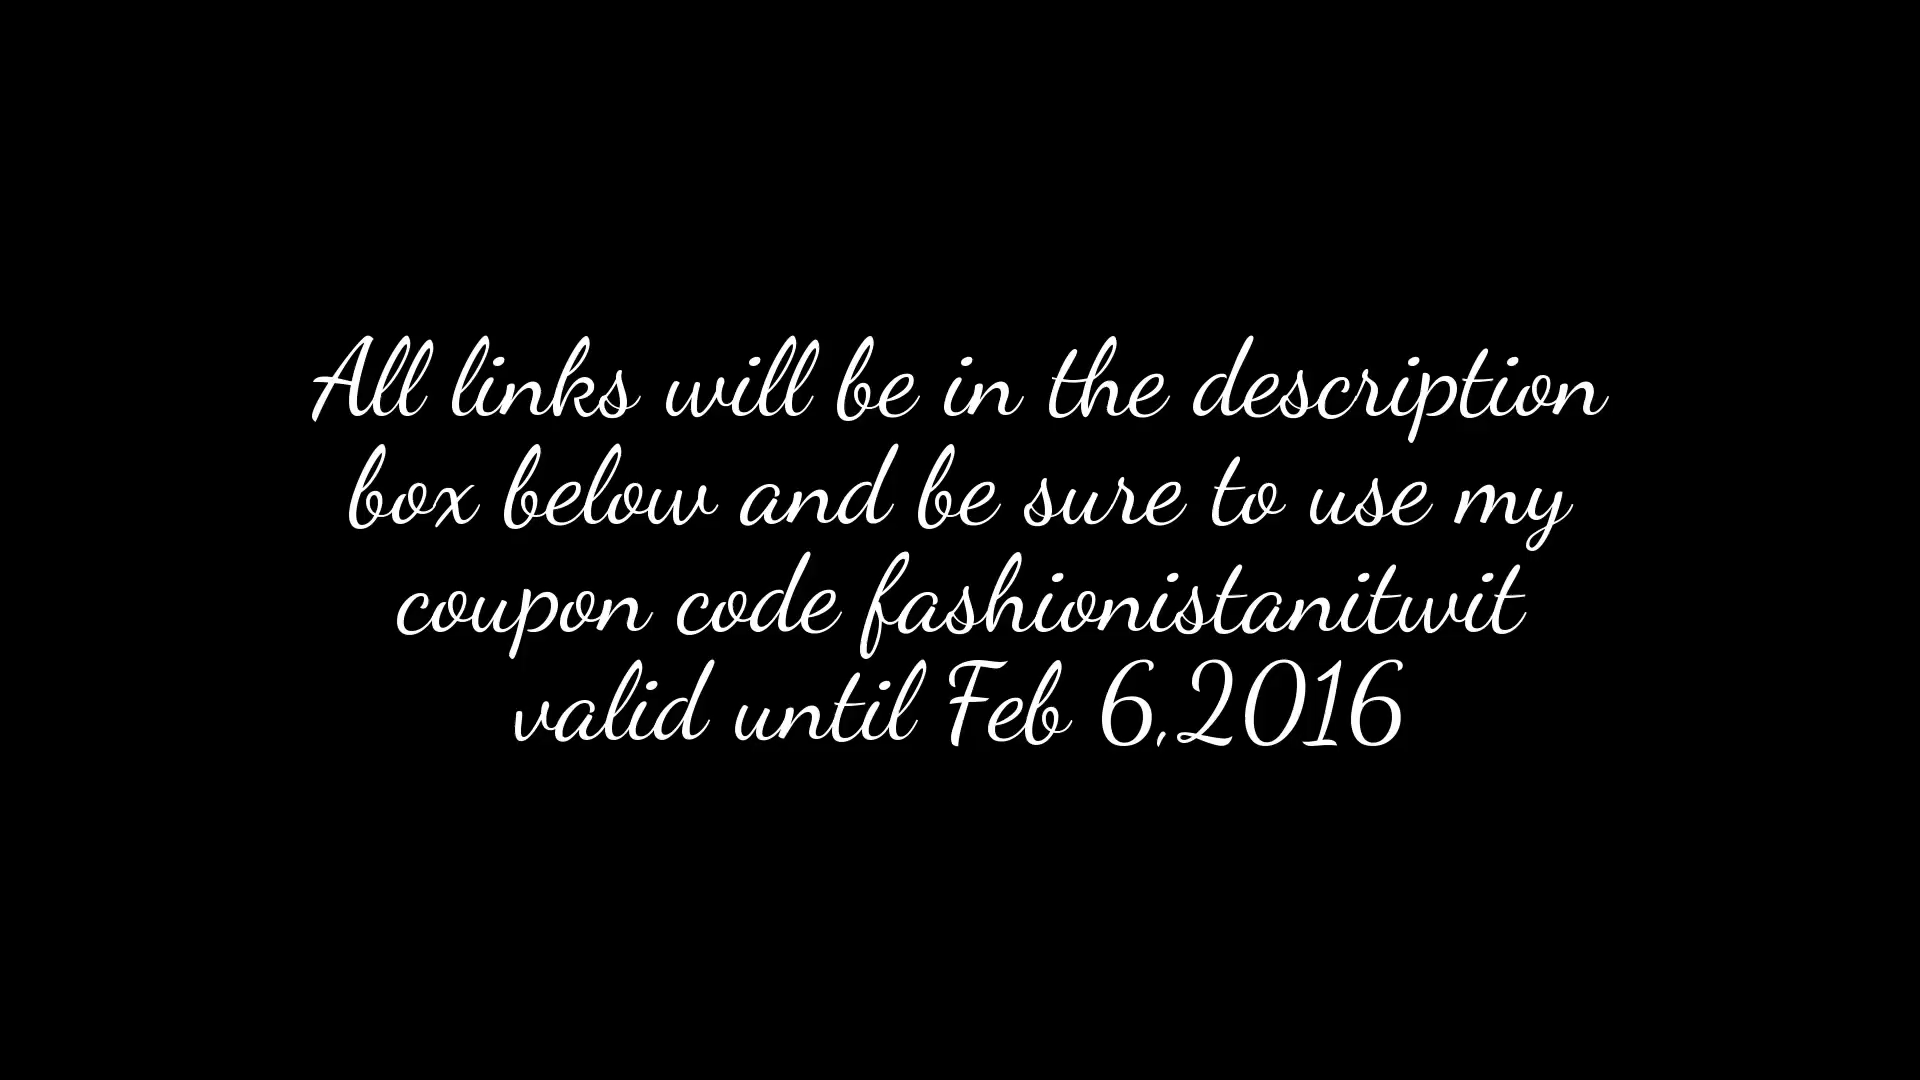 All links will be in the description
box below and be sure to use my
coupon code fashionistanitwit
valid until Feb 6,2016